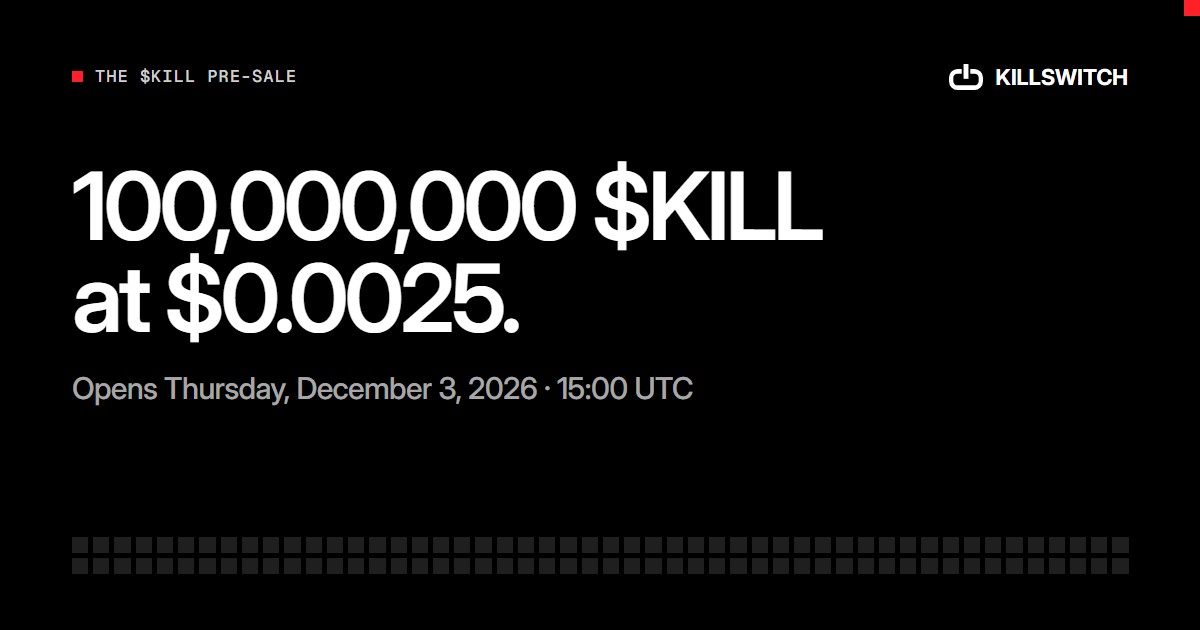 THE $KILL PRE-SALE
KILLSWITCH
100,000,000 $KILL
at $0.0025.
Opens Thursday, December 3, 2026 · 15:00 UTC